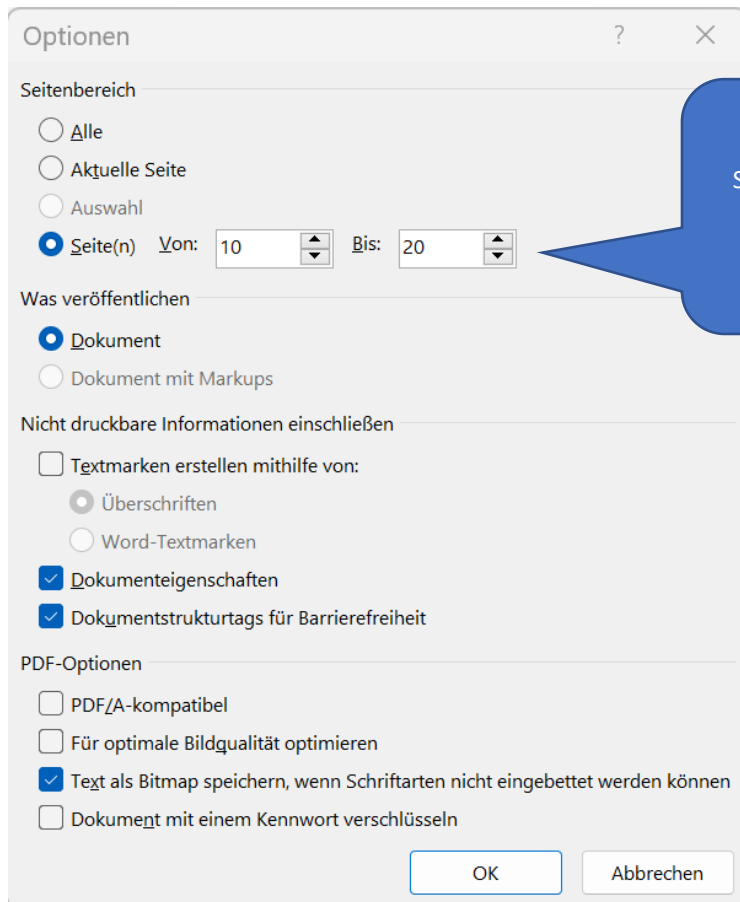 Optionen
Seitenbereich
Alle
Aktuelle Seite
Auswahl
Seite(n) Von: 10 Bis: 20
Was veröffentlichen
Dokument
Dokument mit Markups
Nicht druckbare Informationen einschließen
Textmarken erstellen mithilfe von:
Überschriften
Word-Textmarken
Dokumenteigenschaften
Dokumentstrukturtags für Barrierefreiheit
PDF-Optionen
PDF/A-kompatibel
Für optimale Bildqualität optimieren
Text als Bitmap speichern, wenn Schriftarten nicht eingebettet werden können
Dokument mit einem Kennwort verschlüsseln
OK Abbrechen